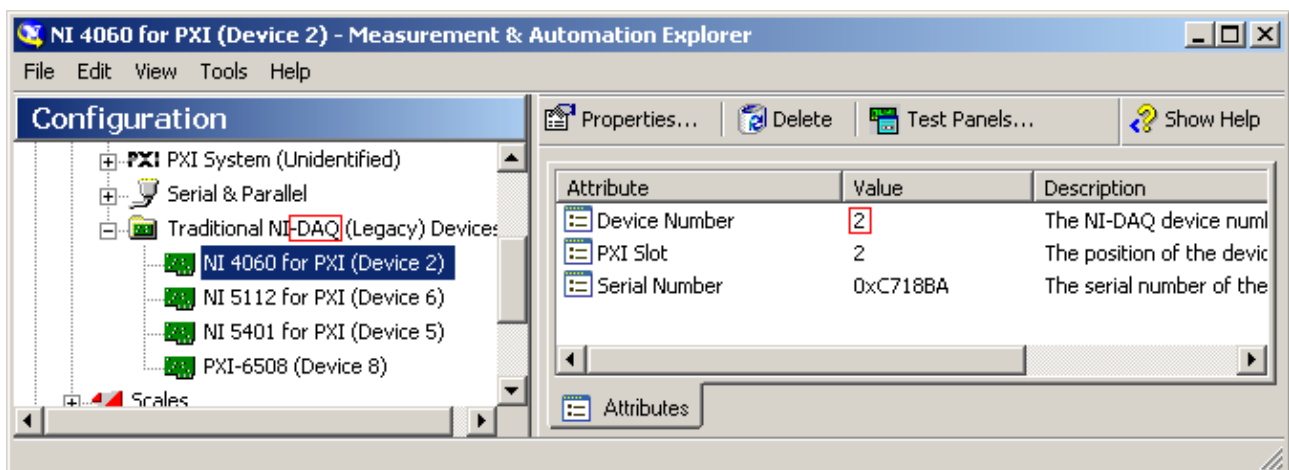 NI 4060 for PXI (Device 2) - Measurement & Automation Explorer
File Edit View Tools Help
Configuration
PXI PXI System (Unidentified)
Serial & Parallel
Traditional NI-DAQ (Legacy) Devices
NI 4060 for PXI (Device 2)
NI 5112 for PXI (Device 6)
NI 5401 for PXI (Device 5)
PXI-6508 (Device 8)
Scales
Properties... Delete Test Panels... Show Help
Attribute Value Description
Device Number 2 The NI-DAQ device num
PXI Slot 2 The position of the devic
Serial Number 0xC718BA The serial number of the
Attributes